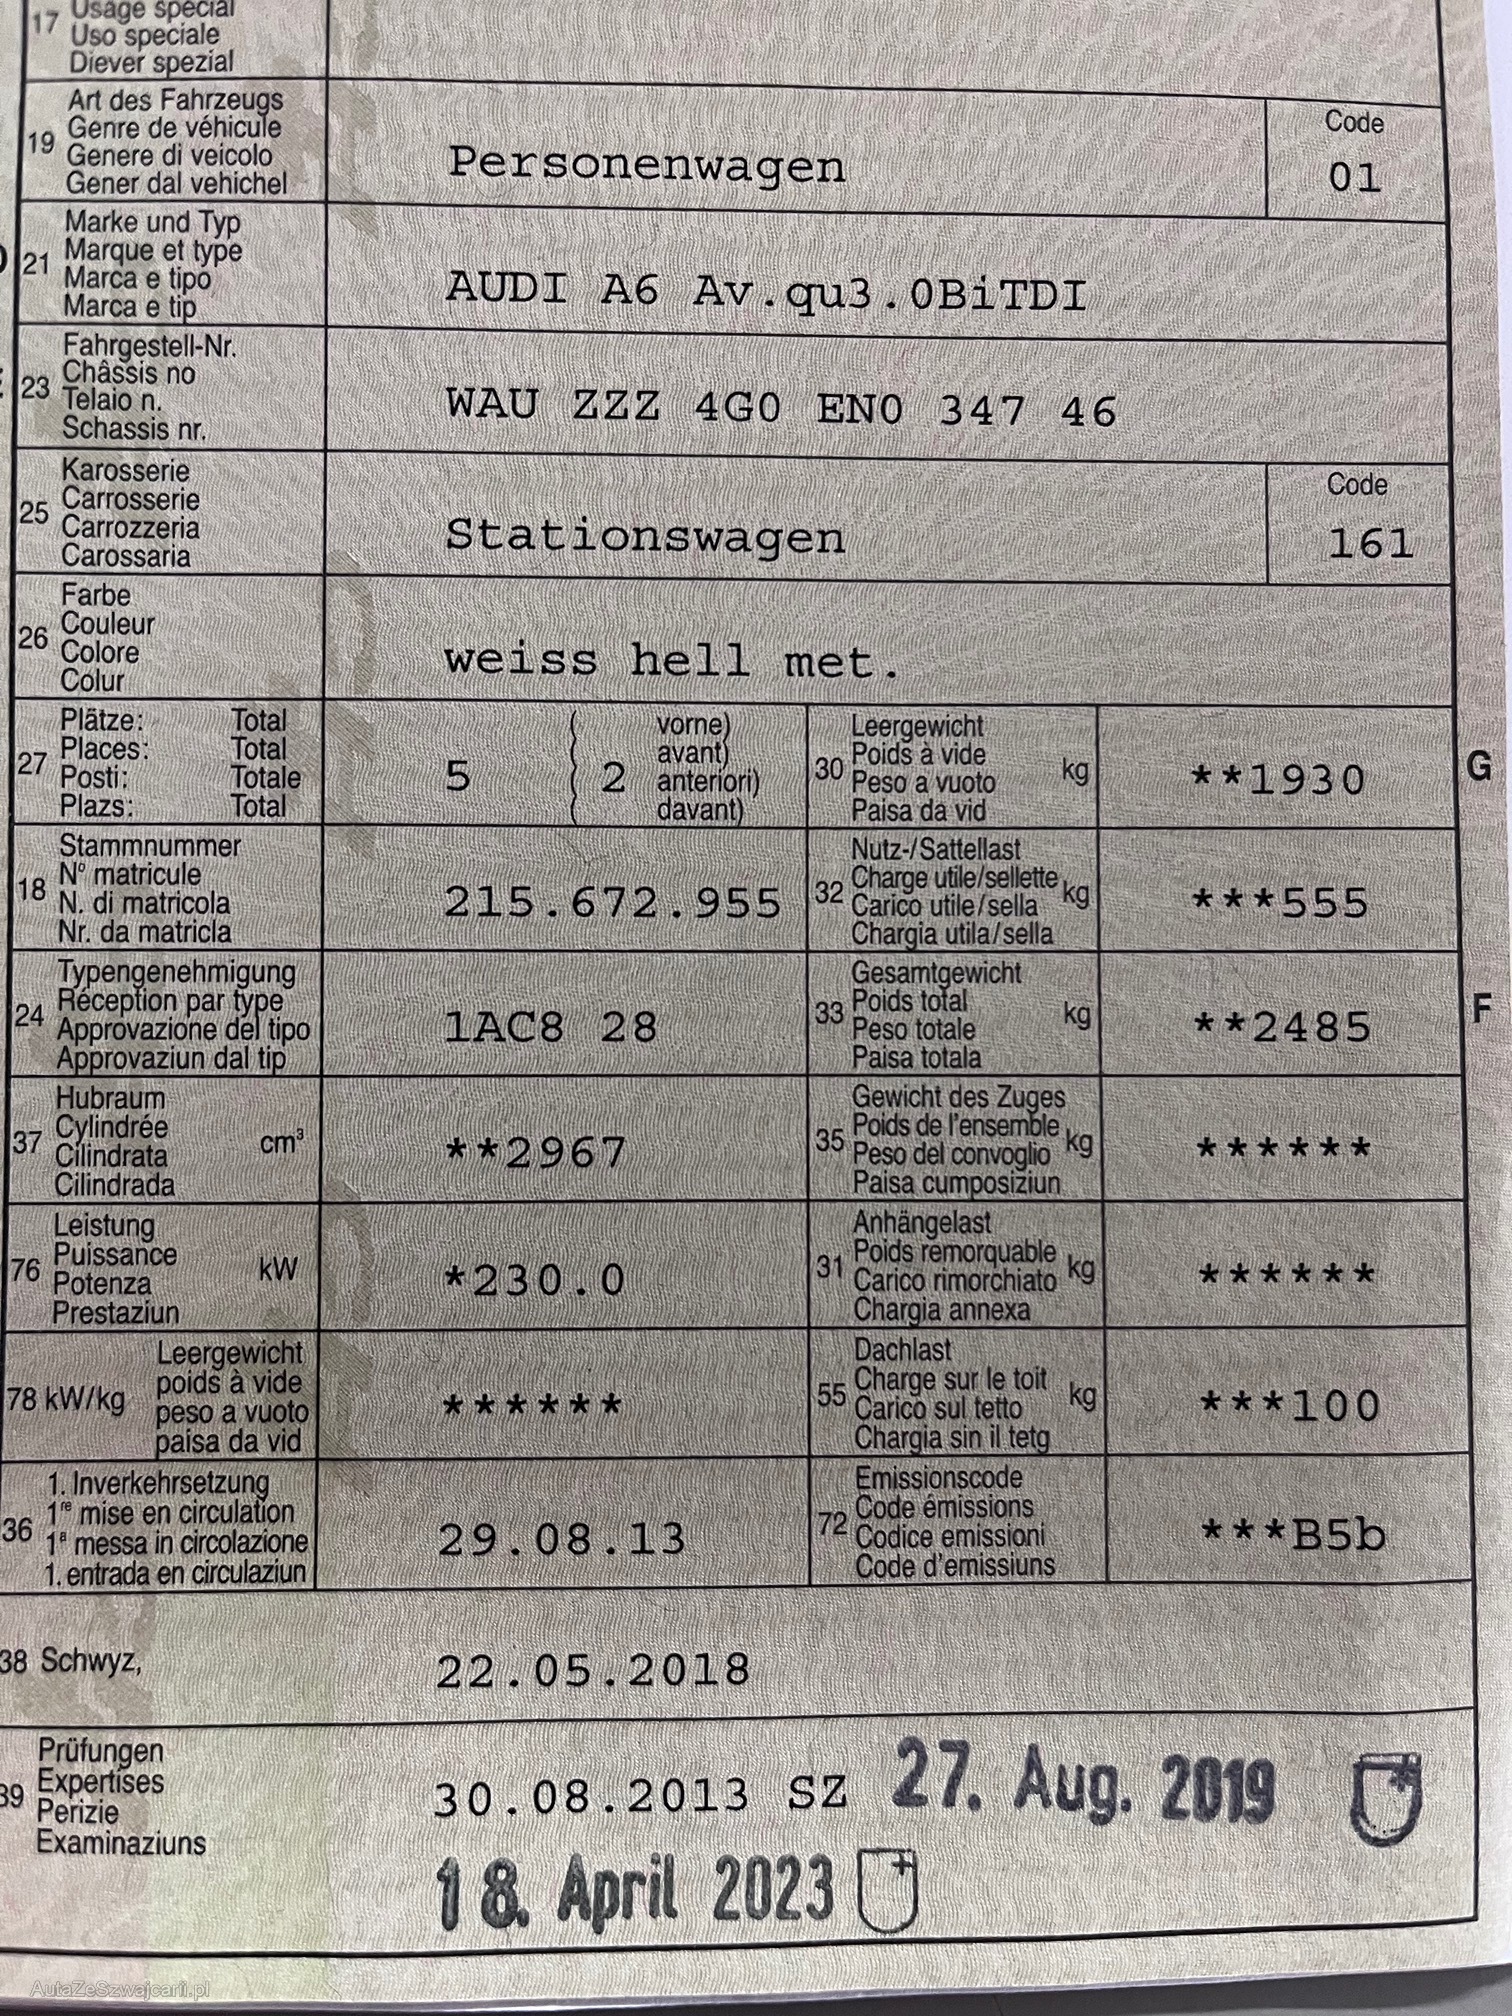 17 Usage spécial
Uso speciale
Diever spezial
19 Art des Fahrzeugs
Genre de véhicule
Genere di veicolo
Gener dal vehichel
Personenwagen
Code
01
21 Marke und Typ
Marque et type
Marca e tipo
Marca e tip
AUDI A6 Av.qu3.0BiTDI
23 Fahrgestell-Nr.
Châssis no
Telaio n.
Schassis nr.
WAU ZZZ 4G0 EN0 347 46
25 Karosserie
Carrosserie
Carrozzeria
Carossaria
Stationswagen
Code
161
26 Farbe
Couleur
Colore
Colur
weiss hell met.
27 Plätze: Total
Places: Total
Posti: Totale
Plazs: Total
5 ( 2 vorne)
avant)
anteriori)
davant)
30 Leergewicht
Poids à vide
Peso a vuoto
Paisa da vid
kg
**1930
G
18 Stammnummer
N° matricule
N. di matricola
Nr. da matricla
215.672.955
32 Nutz-/Sattellast
Charge utile/sellette
Carico utile/sella
Chargia utila/sella
kg
***555
24 Typengenehmigung
Réception par type
Approvazione del tipo
Approvaziun dal tip
1AC8 28
33 Gesamtgewicht
Poids total
Peso totale
Paisa totala
kg
**2485
F
37 Hubraum
Cylindrée
Cilindrata
Cilindrada
cm³
**2967
35 Gewicht des Zuges
Poids de l'ensemble
Peso del convoglio
Paisa cumposiziun
kg
******
76 Leistung
Puissance
Potenza
Prestaziun
kW
*230.0
31 Anhängelast
Poids remorquable
Carico rimorchiato
Chargia annexa
kg
******
78 kW/kg
Leergewicht
poids à vide
peso a vuoto
paisa da vid
******
55 Dachlast
Charge sur le toit
Carico sul tetto
Chargia sin il tetg
kg
***100
36 1. Inverkehrsetzung
1re mise en circulation
1a messa in circolazione
1. entrada en circulaziun
29.08.13
72 Emissionscode
Code émissions
Codice emissioni
Code d'emissiuns
***B5b
38 Schwyz,
22.05.2018
39 Prüfungen
Expertises
Perizie
Examinaziuns
30.08.2013 SZ 27. Aug. 2019
18. April 2023
AutaZeSzwajcarii.pl